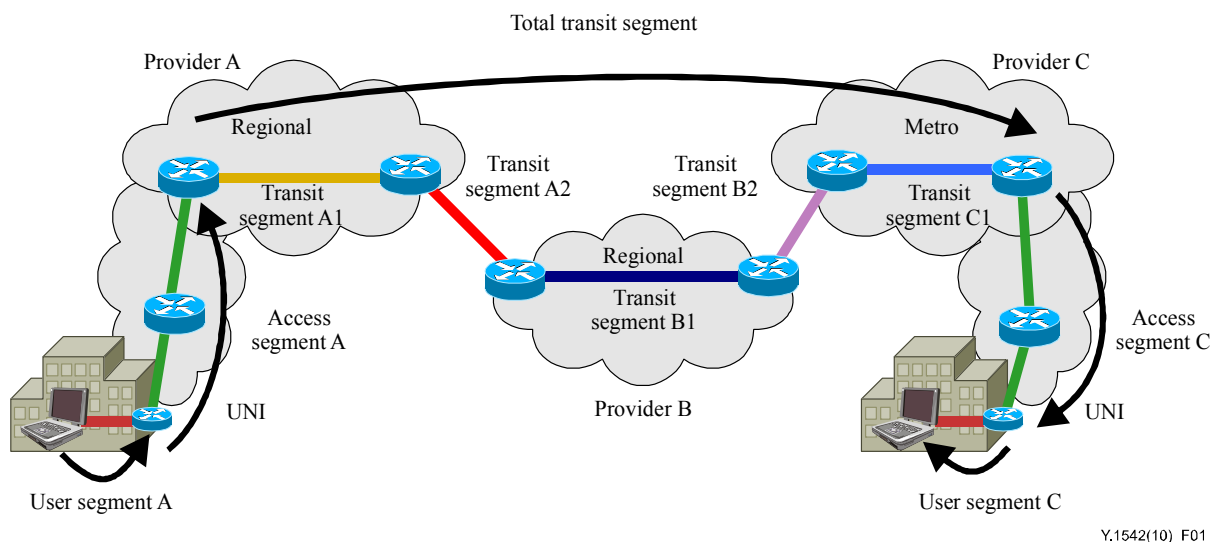 Total transit segment
Provider A
Provider C
Regional
Metro
Transit
segment A1
Transit
segment A2
Transit
segment B2
Transit
segment C1
Regional
Transit
segment B1
Access
segment A
Access
segment C
UNI
Provider B
UNI
User segment A
User segment C
Y.1542(10)_F01